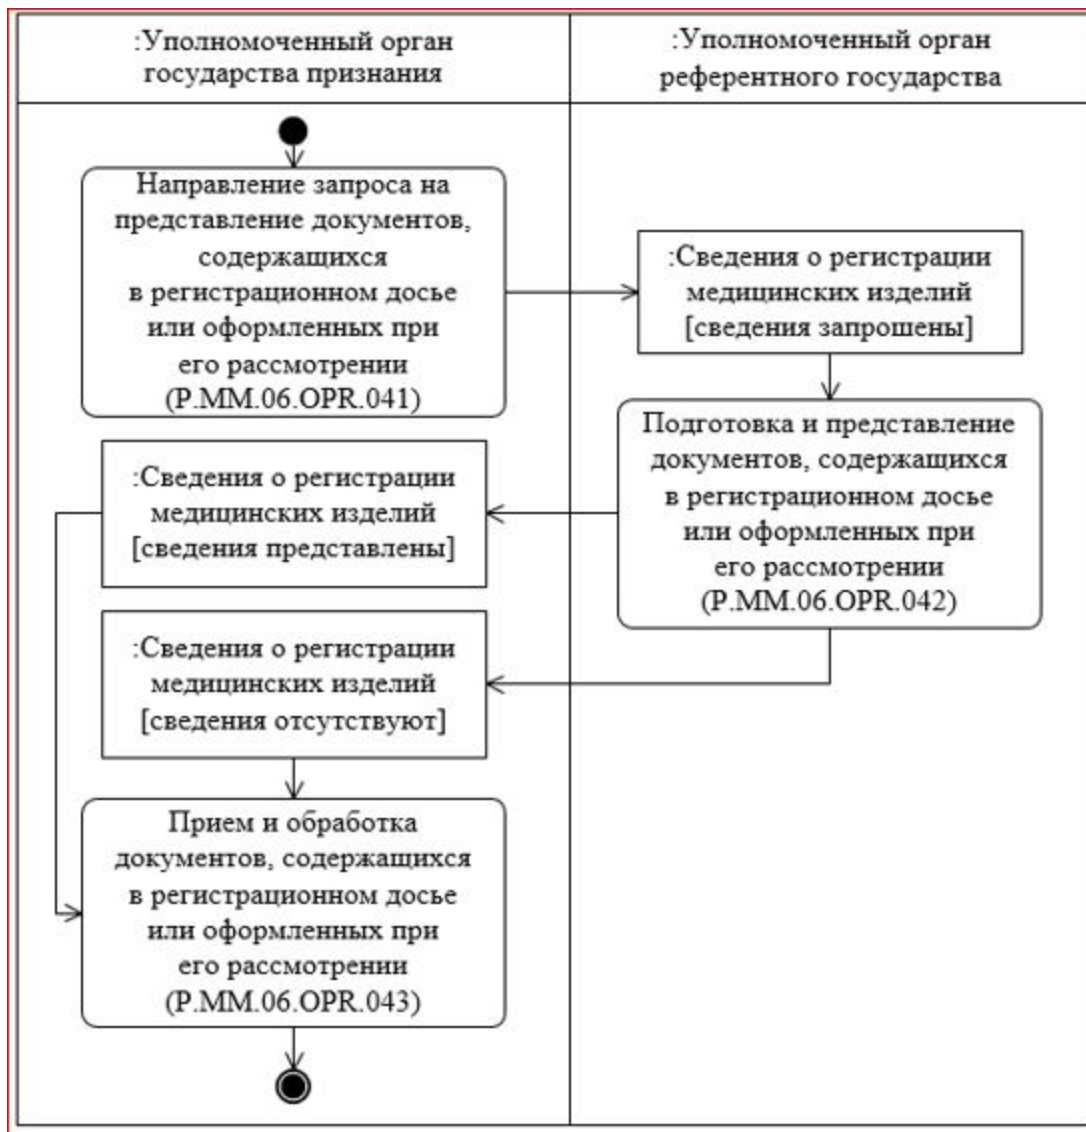 :Уполномоченный орган
государства признания
:Уполномоченный орган
референтного государства
Направление запроса на
представление документов,
содержащихся
в регистрационном досье
или оформленных при
его рассмотрении
(P.MM.06.OPR.041)
:Сведения о регистрации
медицинских изделий
[сведения запрошены]
Подготовка и представление
документов, содержащихся
в регистрационном досье
или оформленных при
его рассмотрении
(P.MM.06.OPR.042)
:Сведения о регистрации
медицинских изделий
[сведения представлены]
:Сведения о регистрации
медицинских изделий
[сведения отсутствуют]
Прием и обработка
документов, содержащихся
в регистрационном досье
или оформленных при
его рассмотрении
(P.MM.06.OPR.043)